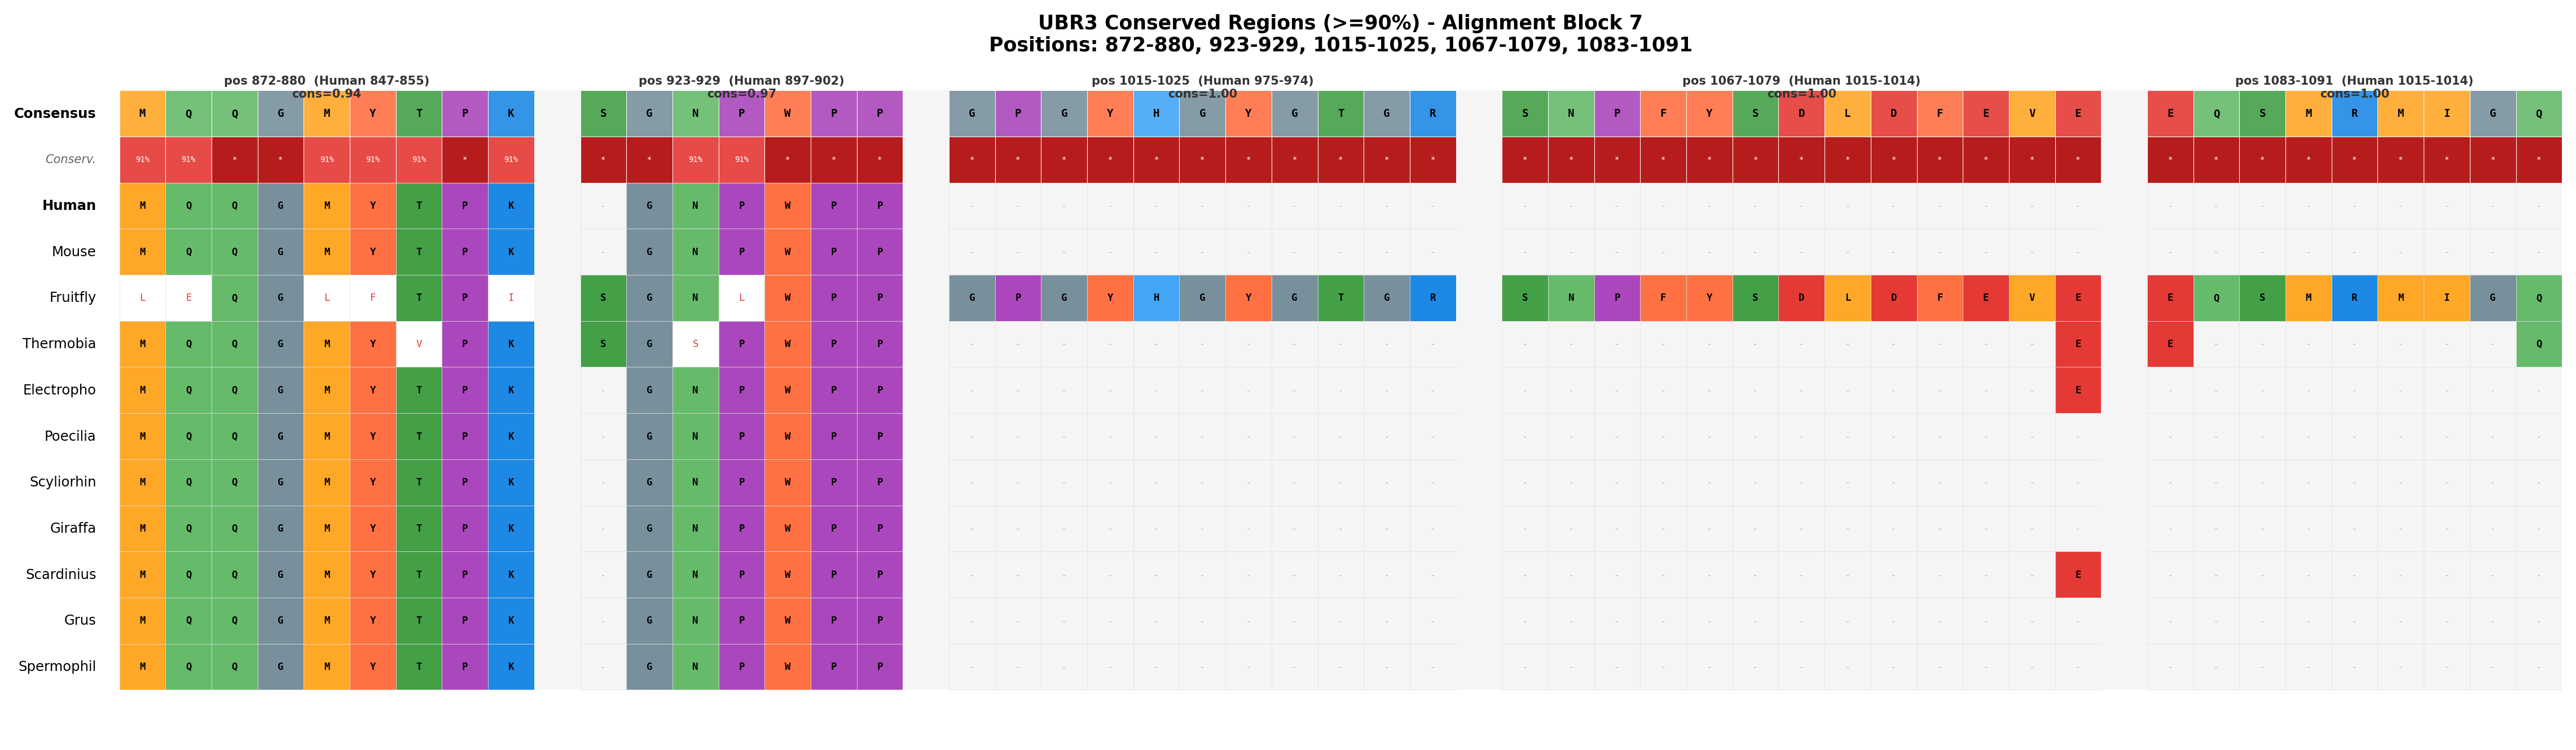 UBR3 Conserved Regions (>=90%) - Alignment Block 7
Positions: 872-880, 923-929, 1015-1025, 1067-1079, 1083-1091
pos 872-880 (Human 847-855) pos 923-929 (Human 897-902) pos 1015-1025 (Human 975-974) pos 1067-1079 (Human 1015-1014) pos 1083-1091 (Human 1015-1014)
cons=0.94 cons=0.97 cons=1.00 cons=1.00 cons=1.00
Consensus M Q Q G M Y T P K S G N P W P P G P G Y H G Y G T G R S N P F Y S D L D F E V E E Q S M R M I G Q
Conserv. 91% 91% * * 91% 91% 91% * 91% * * 91% 91% * * * * * * * * * * * * * * * * * * * * * * * * * * * * * * * * * * * *
Human M Q Q G M Y T P K - G N P W P P - - - - - - - - - - - - - - - - - - - - - - - - - - - - - - - - -
Mouse M Q Q G M Y T P K - G N P W P P - - - - - - - - - - - - - - - - - - - - - - - - - - - - - - - - -
Fruitfly L E Q G L F T P I S G N L W P P G P G Y H G Y G T G R S N P F Y S D L D F E V E E Q S M R M I G Q
Thermobia M Q Q G M Y V P K S G S P W P P - - - - - - - - - - - - - - - - - - - - - - - E E - - - - - - - Q
Electropho M Q Q G M Y T P K - G N P W P P - - - - - - - - - - - - - - - - - - - - - - - E - - - - - - - - -
Poecilia M Q Q G M Y T P K - G N P W P P - - - - - - - - - - - - - - - - - - - - - - - - - - - - - - - - -
Scyliorhin M Q Q G M Y T P K - G N P W P P - - - - - - - - - - - - - - - - - - - - - - - - - - - - - - - - -
Giraffa M Q Q G M Y T P K - G N P W P P - - - - - - - - - - - - - - - - - - - - - - - - - - - - - - - - -
Scardinius M Q Q G M Y T P K - G N P W P P - - - - - - - - - - - - - - - - - - - - - - - E - - - - - - - - -
Grus M Q Q G M Y T P K - G N P W P P - - - - - - - - - - - - - - - - - - - - - - - - - - - - - - - - -
Spermophil M Q Q G M Y T P K - G N P W P P - - - - - - - - - - - - - - - - - - - - - - - - - - - - - - - - -